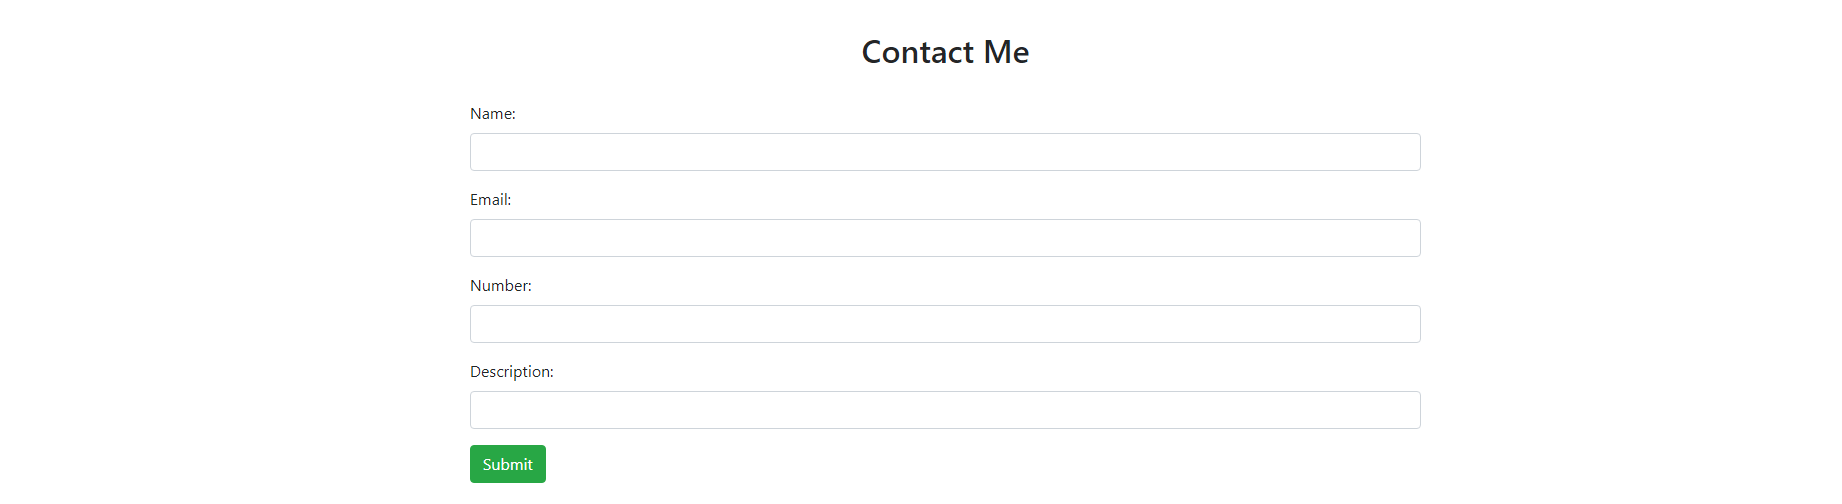 Contact Me
Name:
Email:
Number:
Description:
Submit